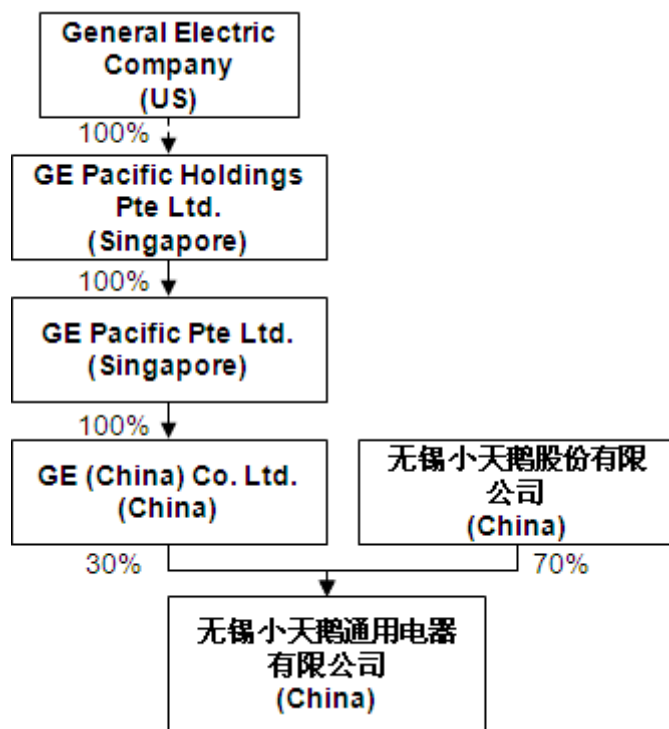 General Electric
Company
(US)
100%
GE Pacific Holdings
Pte Ltd.
(Singapore)
100%
GE Pacific Pte Ltd.
(Singapore)
100%
GE (China) Co. Ltd.
(China)
无锡小天鹅股份有限
公司
(China)
30%
70%
无锡小天鹅通用电器
有限公司
(China)